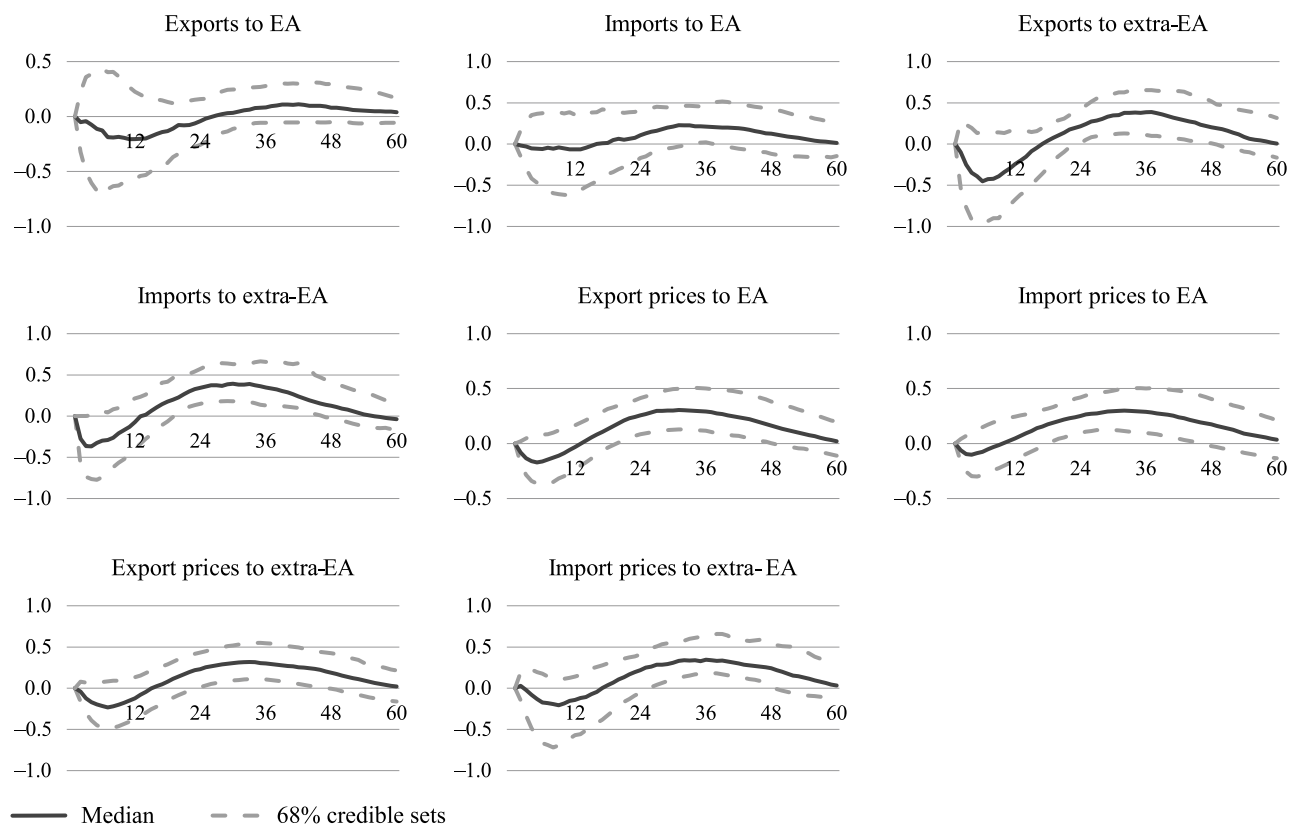 Exports to EA
0.5
0.0
–0.5
–1.0
12 24 36 48 60
Imports to EA
1.0
0.5
0.0
–0.5
–1.0
12 24 36 48 60
Exports to extra-EA
1.0
0.5
0.0
–0.5
–1.0
12 24 36 48 60
Imports to extra-EA
1.0
0.5
0.0
–0.5
–1.0
12 24 36 48 60
Export prices to EA
1.0
0.5
0.0
–0.5
12 24 36 48 60
Import prices to EA
1.0
0.5
0.0
–0.5
12 24 36 48 60
Export prices to extra-EA
1.0
0.5
0.0
–0.5
–1.0
12 24 36 48 60
Import prices to extra- EA
1.0
0.5
0.0
–0.5
–1.0
12 24 36 48 60
Median 68% credible sets